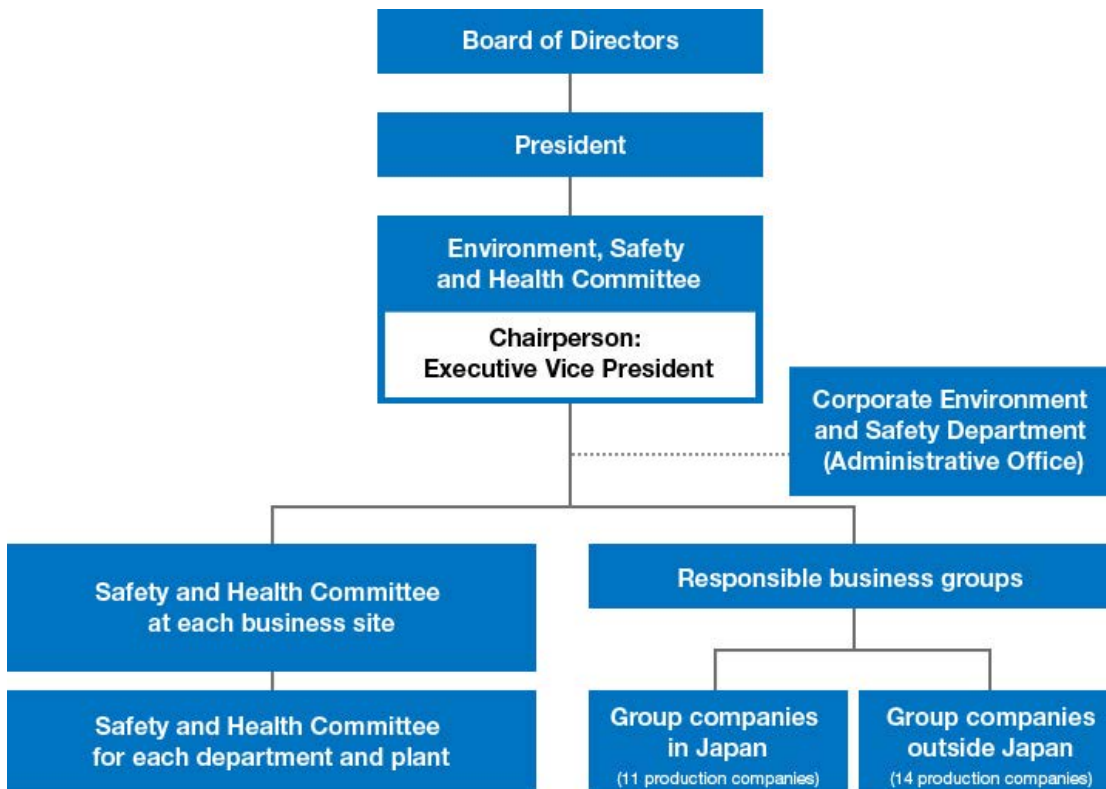 Board of Directors
President
Environment, Safety
and Health Committee
Chairperson:
Executive Vice President
Corporate Environment
and Safety Department
(Administrative Office)
Safety and Health Committee
at each business site
Responsible business groups
Safety and Health Committee
for each department and plant
Group companies
in Japan
(11 production companies)
Group companies
outside Japan
(14 production companies)